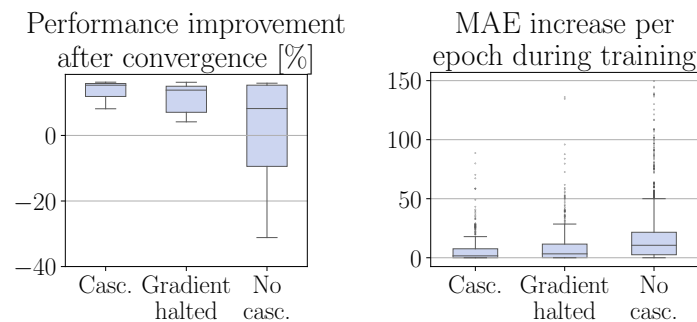 Performance improvement
after convergence [%]
0
−20
−40
Casc.
Gradient
halted
No
casc.
MAE increase per
epoch during training
150
100
50
0
Casc.
Gradient
halted
No
casc.